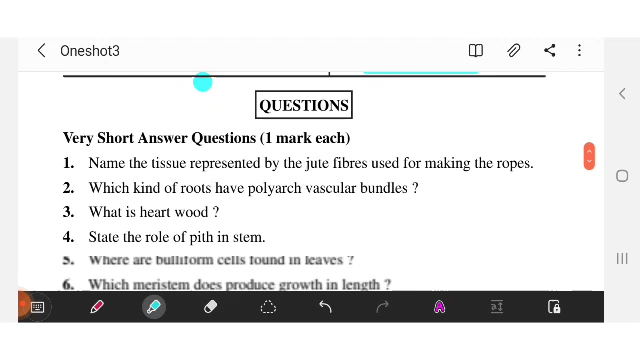 Oneshot3
QUESTIONS
Very Short Answer Questions (1 mark each)
1. Name the tissue represented by the jute fibres used for making the ropes.
2. Which kind of roots have polyarch vascular bundles ?
3. What is heart wood ?
4. State the role of pith in stem.
5. Where are bulliform cells found in leaves ?
6. Which meristem does produce growth in length ?